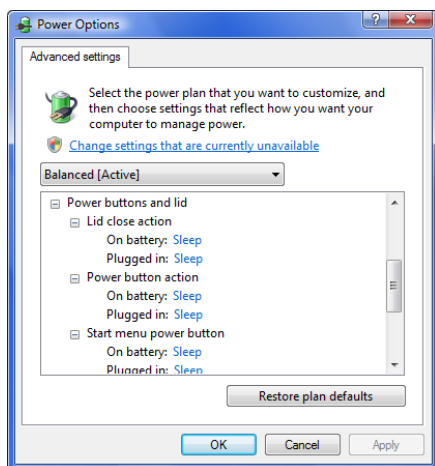 Power Options
Advanced settings
Select the power plan that you want to customize, and
then choose settings that reflect how you want your
computer to manage power.
Change settings that are currently unavailable
Balanced [Active]
Power buttons and lid
Lid close action
On battery: Sleep
Plugged in: Sleep
Power button action
On battery: Sleep
Plugged in: Sleep
Start menu power button
On battery: Sleep
Plugged in: Sleep
Restore plan defaults
OK Cancel Apply